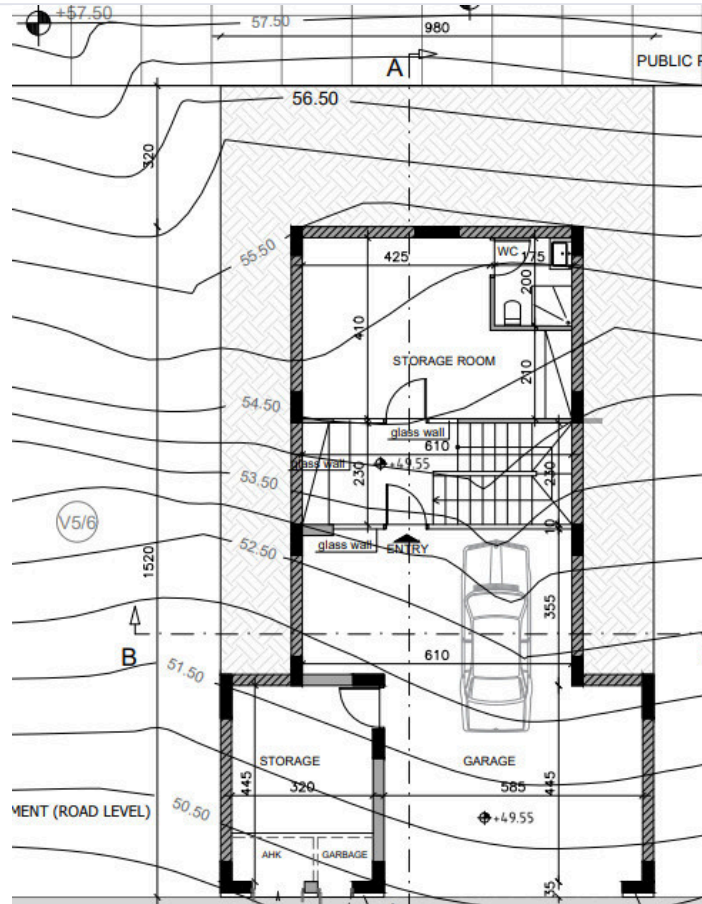 +57.50
57.50
980
A
PUBLIC
56.50
320
WC
55.50
425
175
200
410
STORAGE ROOM
210
54.50
glass wall
610
glass wall
+49.55
230
230
53.50
V5/6
10
glass wall
ENTRY
52.50
1520
355
B
610
51.50
STORAGE
GARAGE
445
320
585
445
MENT (ROAD LEVEL)
50.50
+49.55
AHK
GARBAGE
35